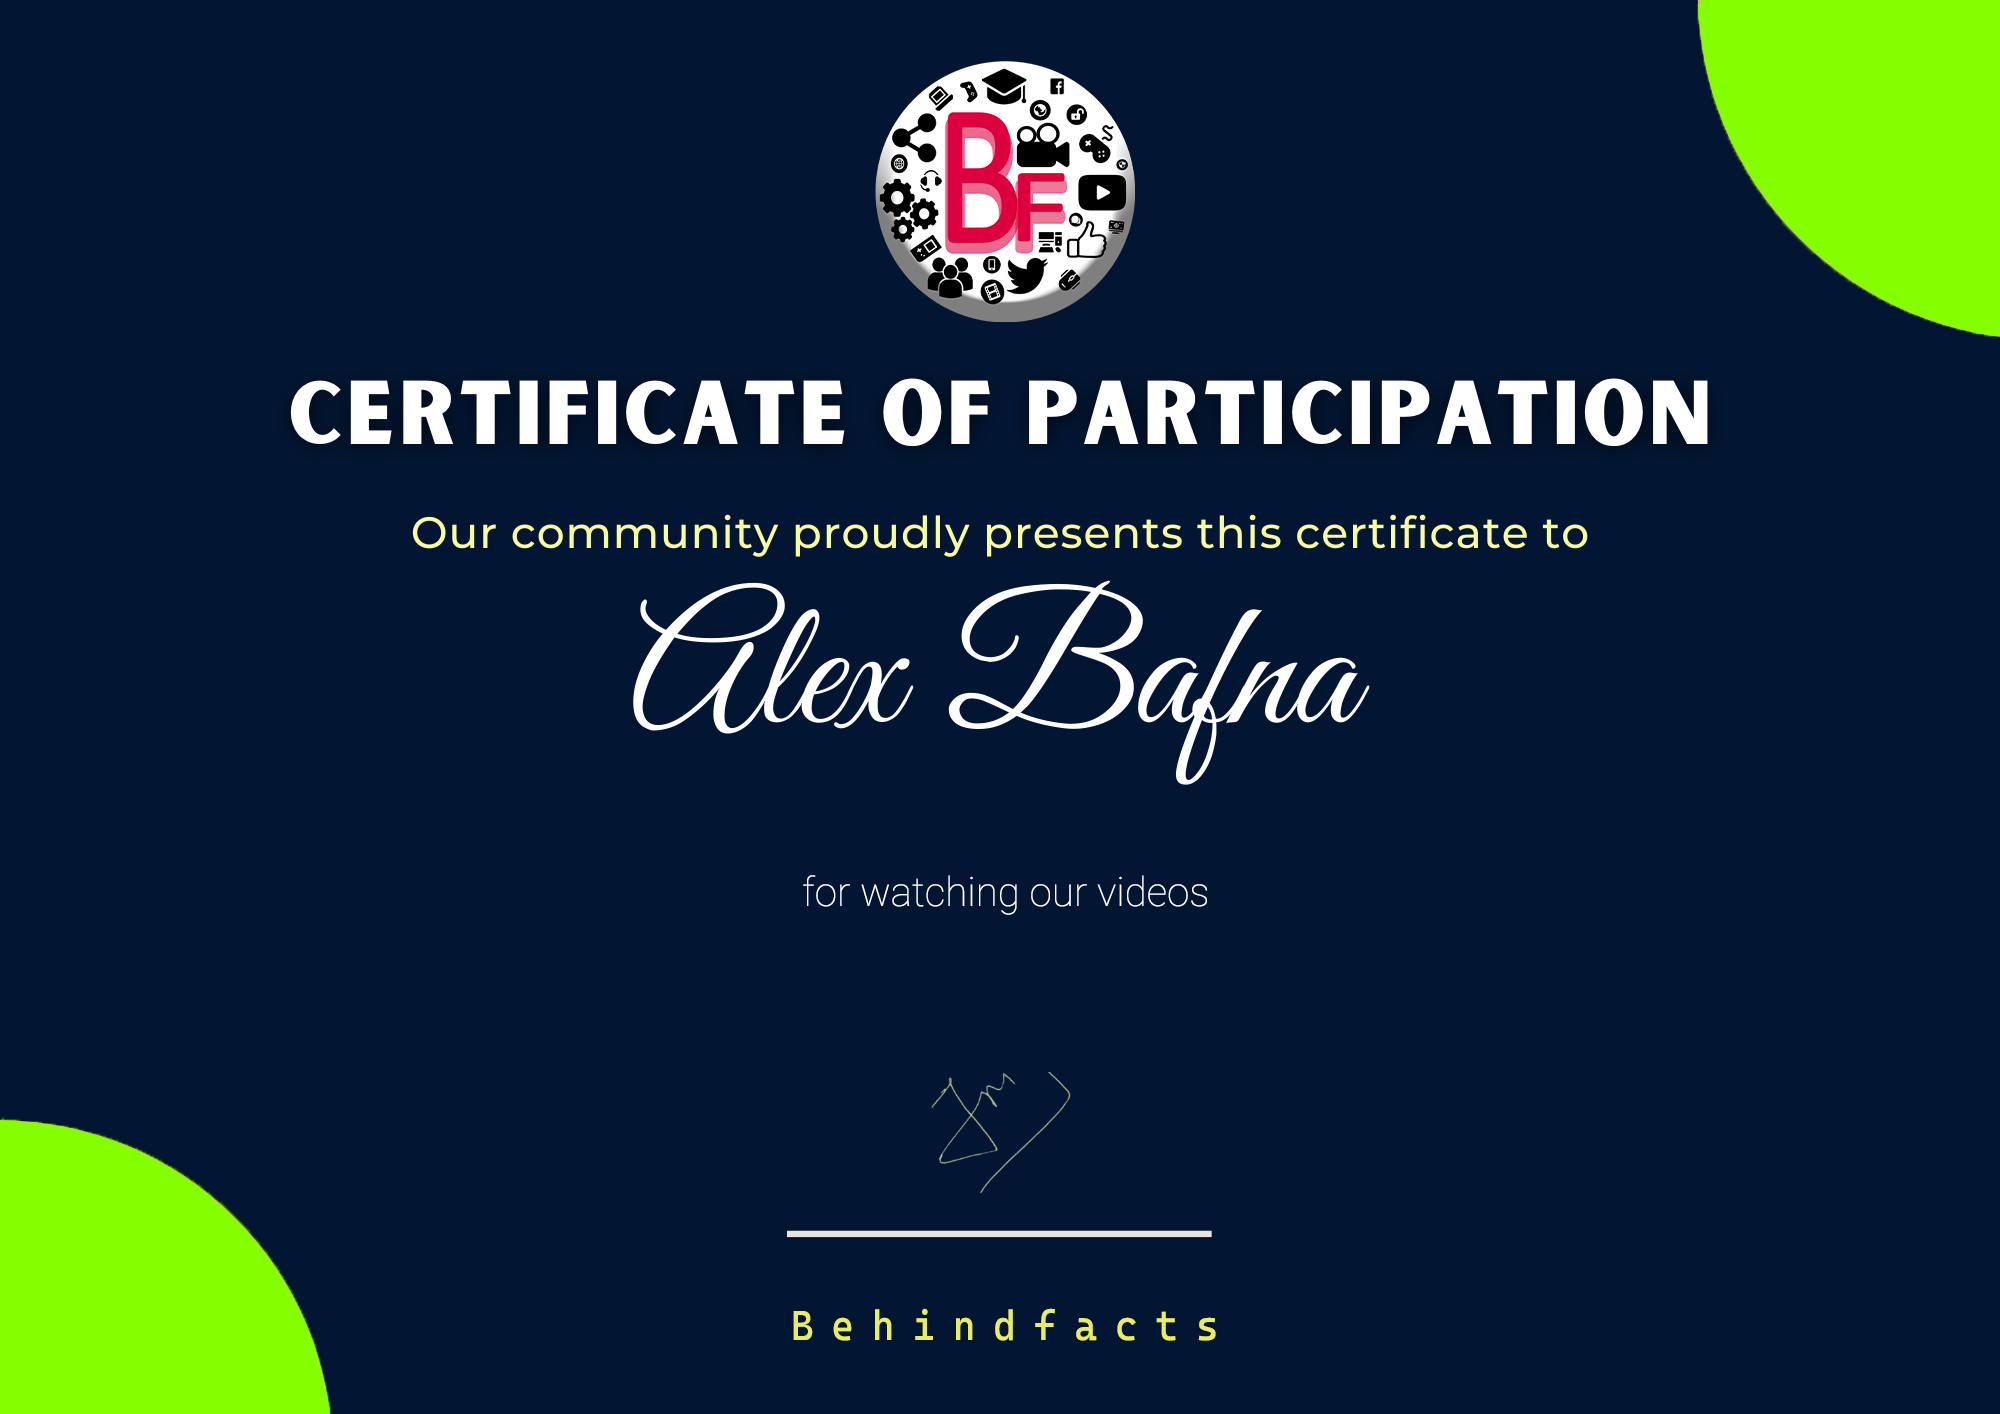 BF
CERTIFICATE OF PARTICIPATION
Our community proudly presents this certificate to
Alex Bafna
for watching our videos
Behindfacts